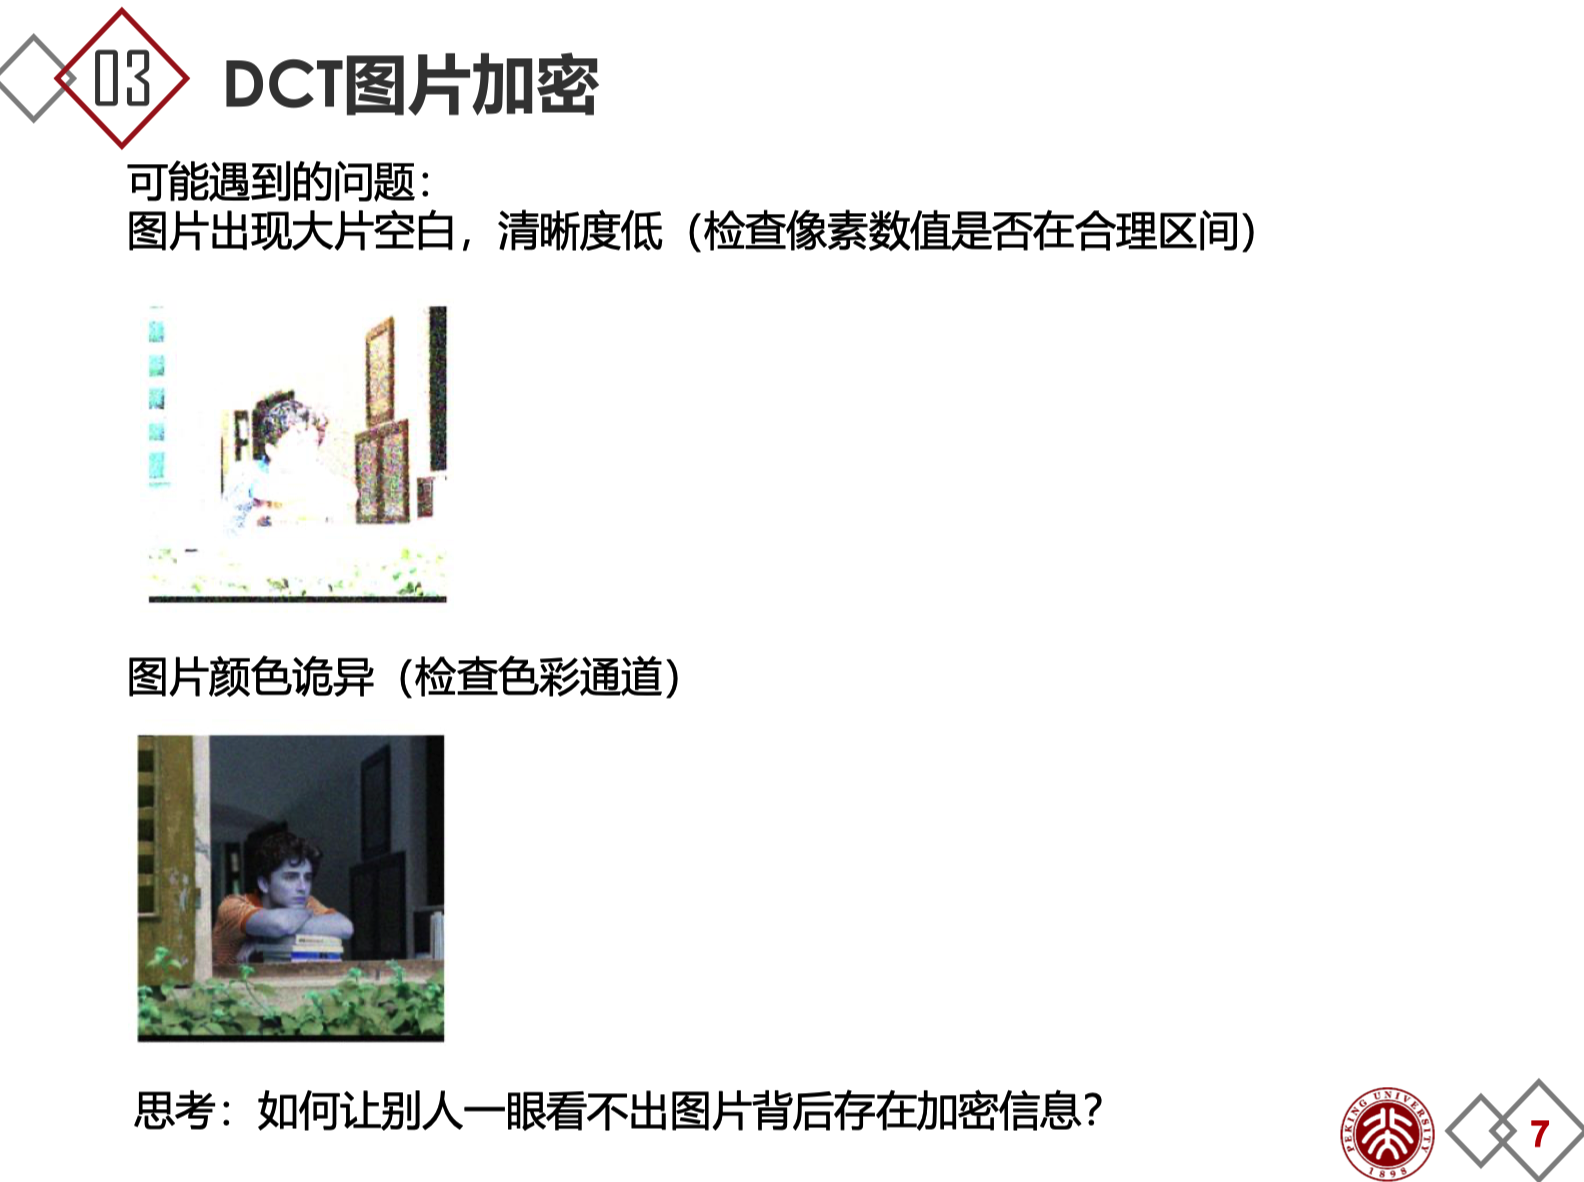 03
DCT图片加密
可能遇到的问题：
图片出现大片空白，清晰度低（检查像素数值是否在合理区间）
图片颜色诡异（检查色彩通道）
思考：如何让别人一眼看不出图片背后存在加密信息？
PEKING UNIVERSITY
1898
7